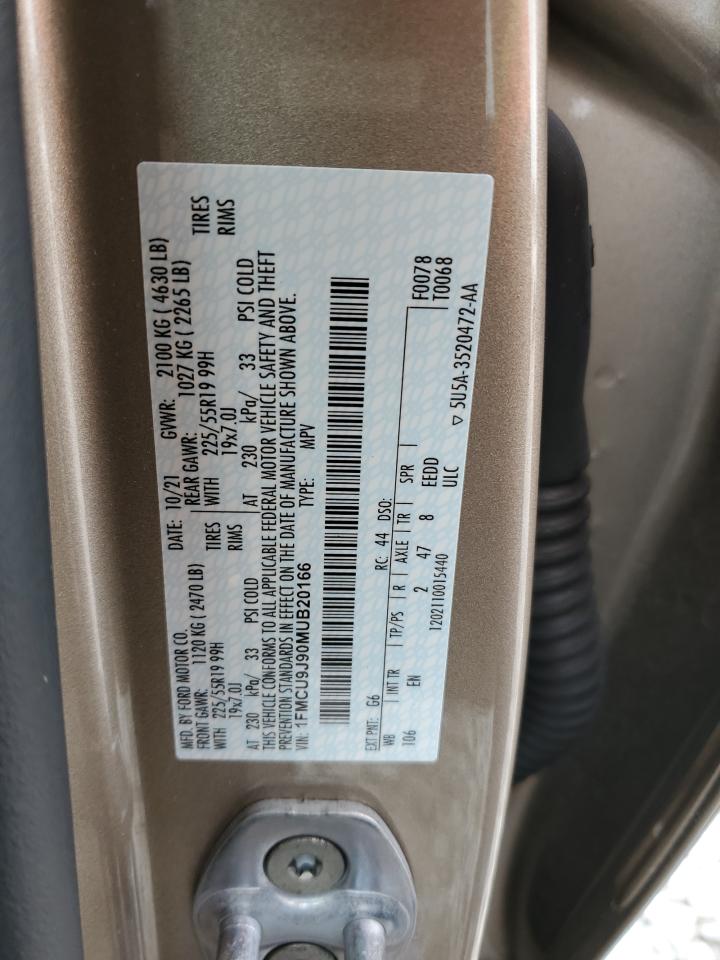 MFD. BY FORD MOTOR CO.
DATE: 10/21 GVWR: 2100 KG ( 4630 LB)
FRONT GAWR: 1120 KG ( 2470 LB) REAR GAWR: 1027 KG ( 2265 LB)
WITH 225/55R19 99H TIRES WITH 225/55R19 99H TIRES
19x7.0J RIMS 19x7.0J RIMS
AT 230 kPa/ 33 PSI COLD AT 230 kPa/ 33 PSI COLD
THIS VEHICLE CONFORMS TO ALL APPLICABLE FEDERAL MOTOR VEHICLE SAFETY AND THEFT
PREVENTION STANDARDS IN EFFECT ON THE DATE OF MANUFACTURE SHOWN ABOVE.
VIN: 1FMCU9J90MUB20166 TYPE: MPV
EXT PNT: G6 RC: 44 DSO: F0078
WB INT TR TP/PS R AXLE TR SPR T0068
106 EN 2 47 8 EEDD
1202110015440 ULC
▽ 5U5A-3520472-AA